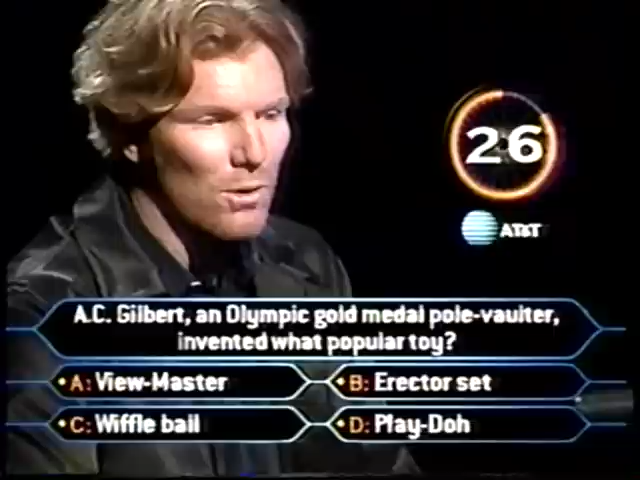 26
AT&T
A.C. Gilbert, an Olympic gold medal pole-vaulter,
invented what popular toy?
A: View-Master
B: Erector set
C: Wiffle ball
D: Play-Doh